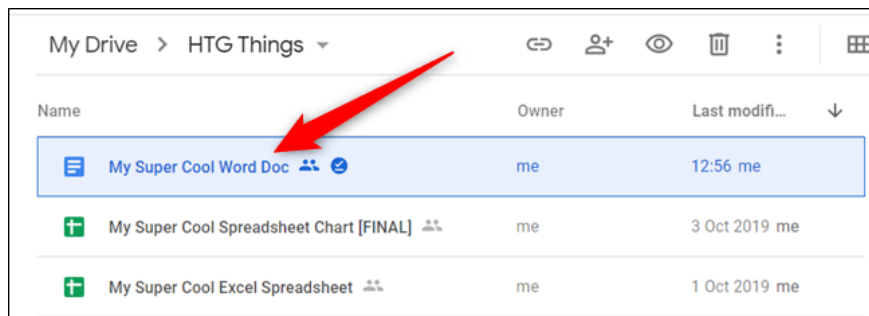 My Drive > HTG Things
Name Owner Last modifi...
My Super Cool Word Doc me 12:56 me
My Super Cool Spreadsheet Chart [FINAL] me 3 Oct 2019 me
My Super Cool Excel Spreadsheet me 1 Oct 2019 me